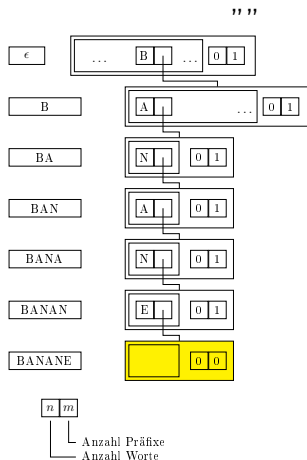 ””
ϵ ... B ... 0 1
B A ... 0 1
BA N 0 1
BAN A 0 1
BANA N 0 1
BANAN E 0 1
BANANE 0 0
n m
Anzahl Präfixe
Anzahl Worte